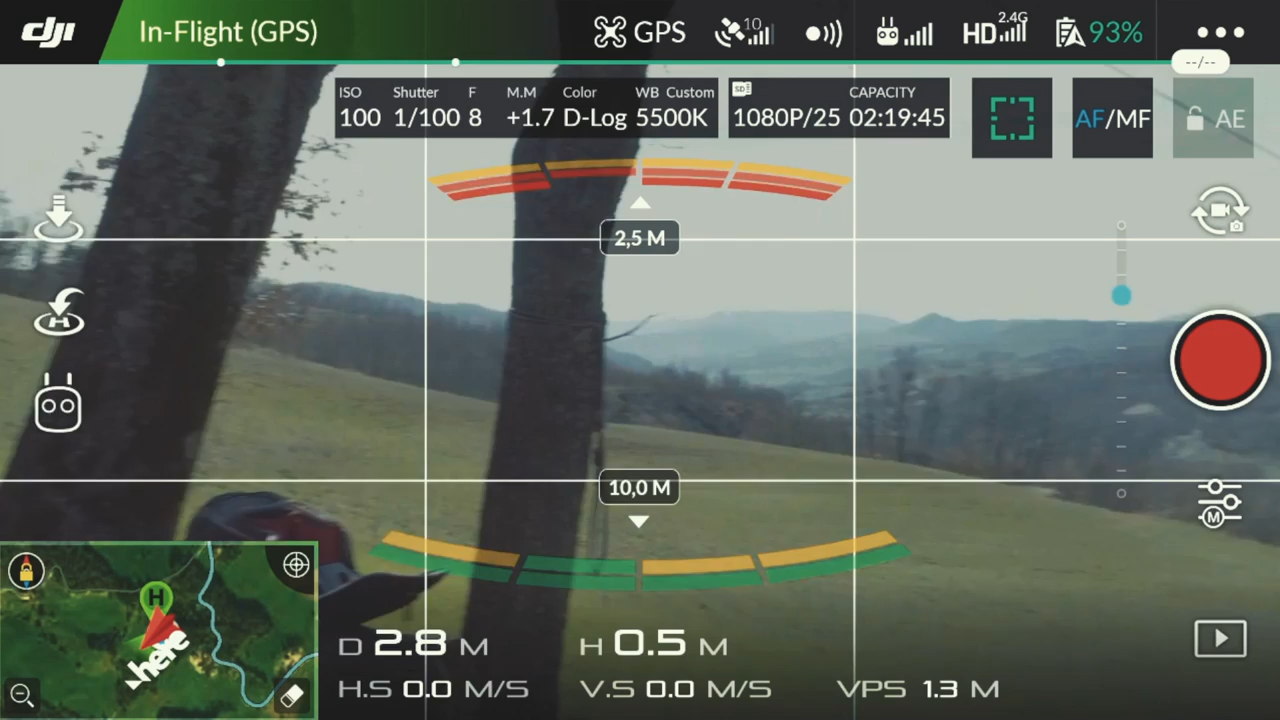 dji In-Flight (GPS) GPS 10 HD 2.4G 93%
--/--
ISO Shutter F M.M Color WB Custom SD CAPACITY
100 1/100 8 +1.7 D-Log 5500K 1080P/25 02:19:45 AF/MF AE
2,5 M
10,0 M
M
H
here
D 2.8 M H 0.5 M
H.S 0.0 M/S V.S 0.0 M/S VPS 1.3 M